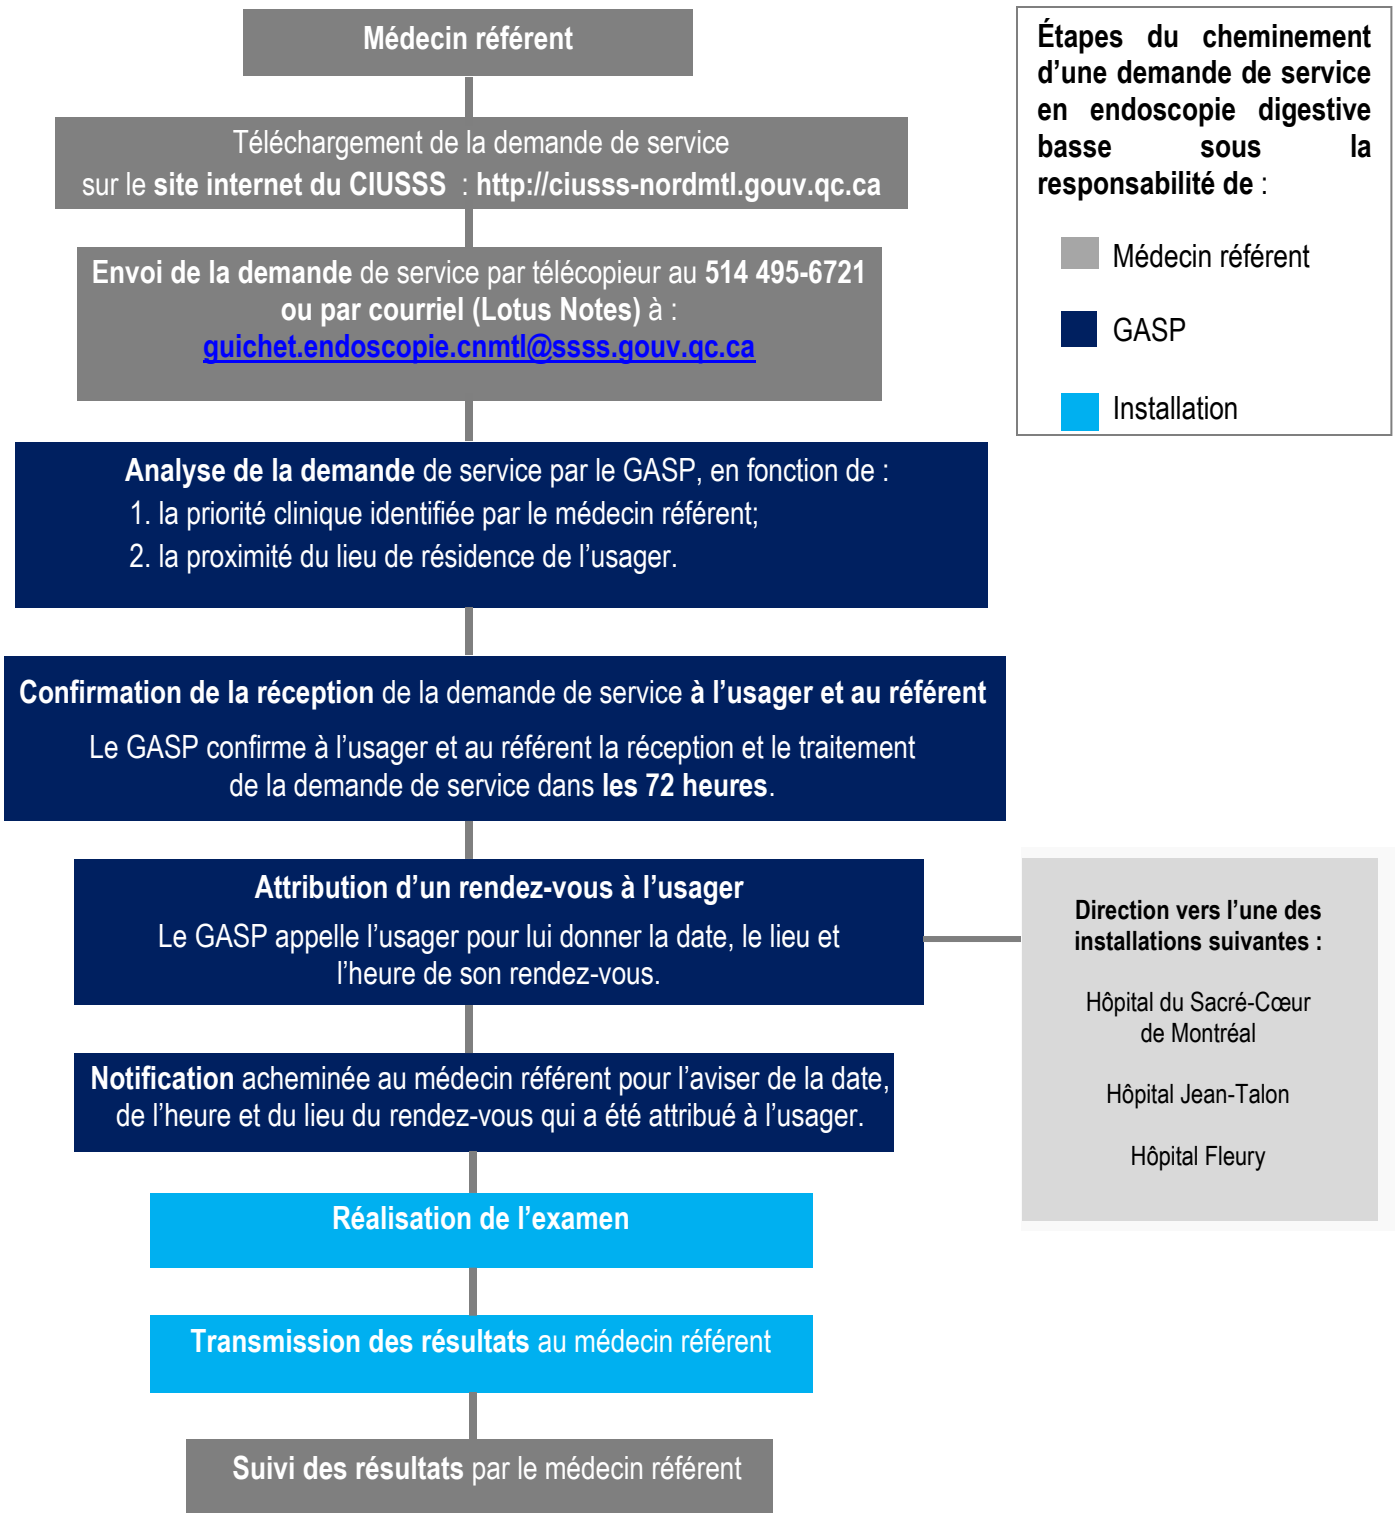 Médecin référent
Téléchargement de la demande de service
sur le site internet du CIUSSS : http://ciusss-nordmtl.gouv.qc.ca
Envoi de la demande de service par télécopieur au 514 495-6721
ou par courriel (Lotus Notes) à :
guichet.endoscopie.cnmtl@ssss.gouv.qc.ca
Analyse de la demande de service par le GASP, en fonction de :
1. la priorité clinique identifiée par le médecin référent;
2. la proximité du lieu de résidence de l’usager.
Confirmation de la réception de la demande de service à l’usager et au référent
Le GASP confirme à l’usager et au référent la réception et le traitement
de la demande de service dans les 72 heures.
Attribution d’un rendez-vous à l’usager
Le GASP appelle l’usager pour lui donner la date, le lieu et
l’heure de son rendez-vous.
Notification acheminée au médecin référent pour l’aviser de la date,
de l’heure et du lieu du rendez-vous qui a été attribué à l’usager.
Réalisation de l’examen
Transmission des résultats au médecin référent
Suivi des résultats par le médecin référent
Étapes du cheminement
d’une demande de service
en endoscopie digestive
basse sous la
responsabilité de :
Médecin référent
GASP
Installation
Direction vers l’une des
installations suivantes :
Hôpital du Sacré-Cœur
de Montréal
Hôpital Jean-Talon
Hôpital Fleury